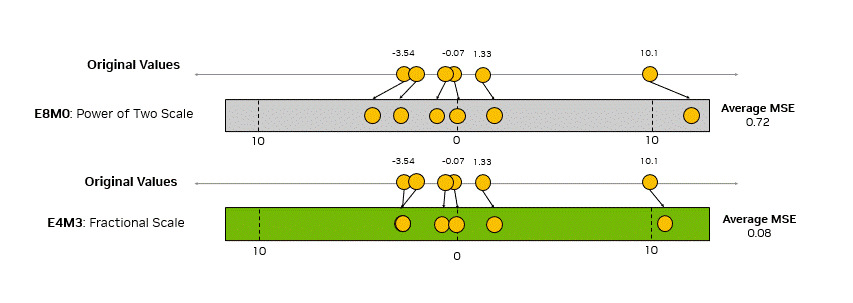 -3.54 -0.07 1.33 10.1
Original Values
E8M0: Power of Two Scale
Average MSE
0.72
10 0 10
-3.54 -0.07 1.33 10.1
Original Values
E4M3: Fractional Scale
Average MSE
0.08
10 0 10